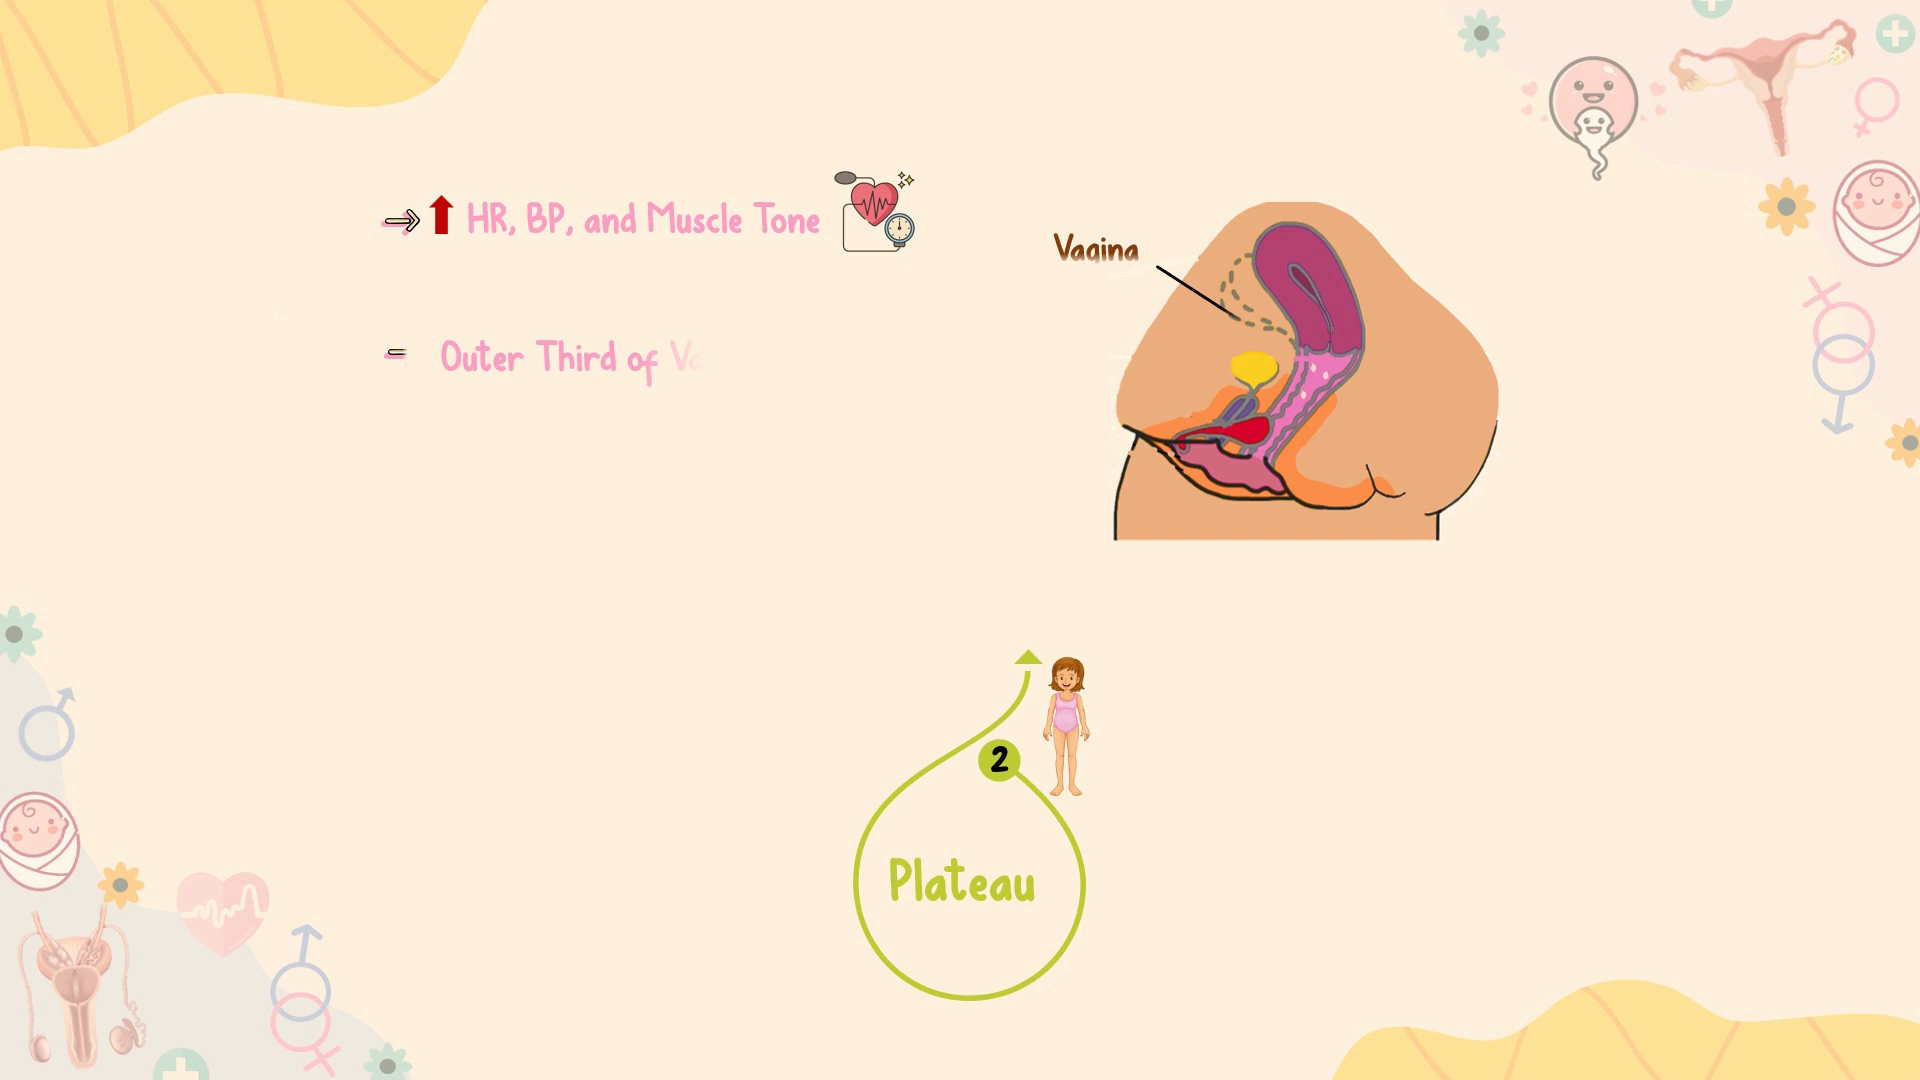 HR, BP, and Muscle Tone
Vagina
Outer Third of
2
Plateau